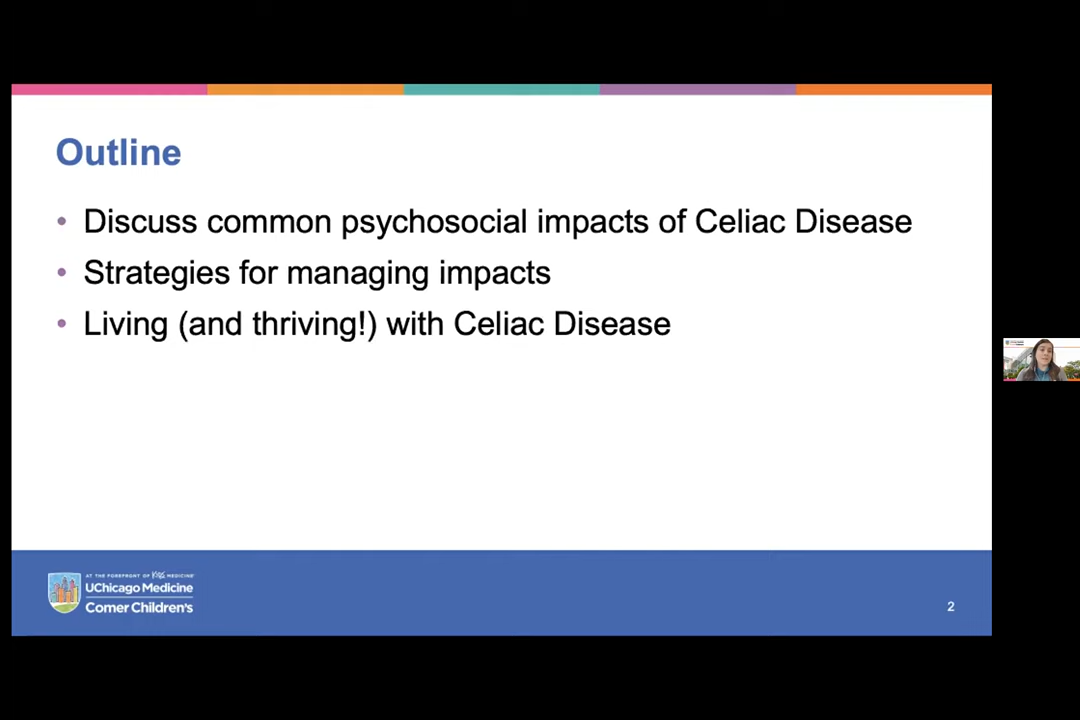 Outline
• Discuss common psychosocial impacts of Celiac Disease
• Strategies for managing impacts
• Living (and thriving!) with Celiac Disease
AT THE FOREFRONT OF KIDS MEDICINE
UChicago Medicine
Comer Children's
2